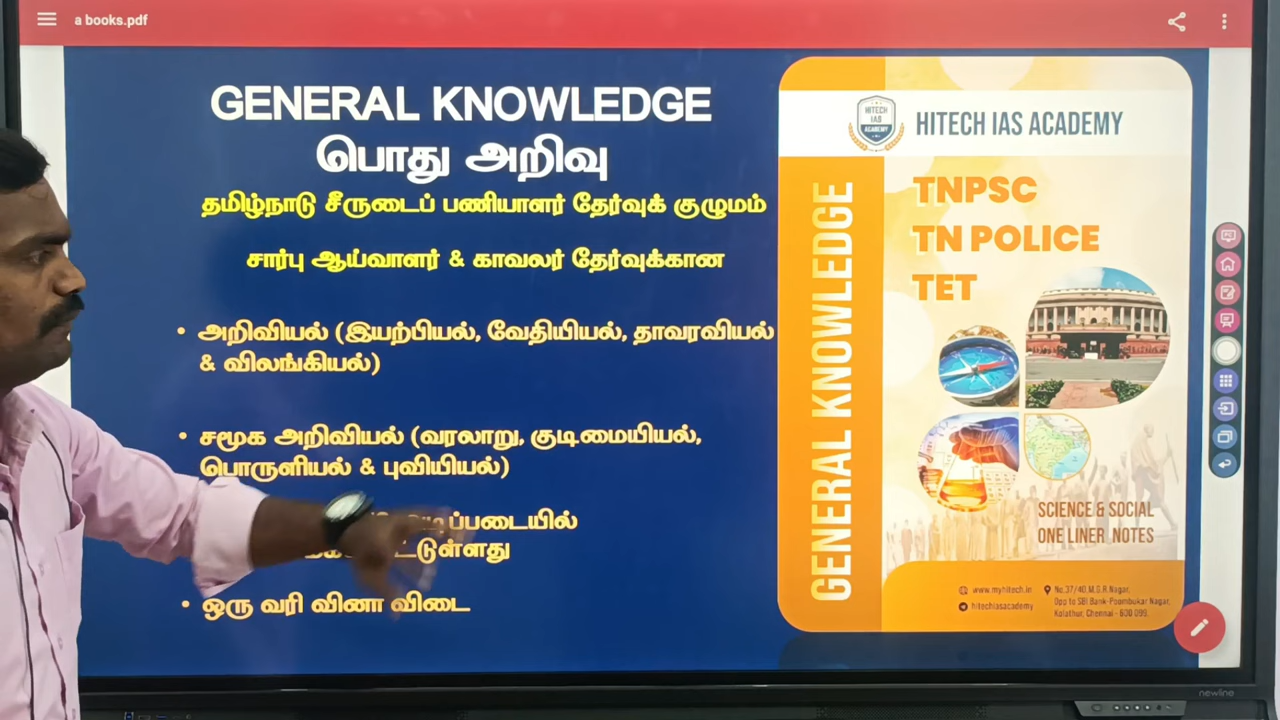 a books.pdf
GENERAL KNOWLEDGE
பொது அறிவு
தமிழ்நாடு சீருடைப் பணியாளர் தேர்வுக் குழுமம்
சார்பு ஆய்வாளர் & காவலர் தேர்வுக்கான
• அறிவியல் (இயற்பியல், வேதியியல், தாவரவியல்
& விலங்கியல்)
• சமூக அறிவியல் (வரலாறு, குடிமையியல்,
பொருளியல் & புவியியல்)
• ஒரு வரி வினா விடை
HITECH IAS ACADEMY
HITECH IAS ACADEMY
GENERAL KNOWLEDGE
TNPSC
TN POLICE
TET
SCIENCE & SOCIAL
ONE LINER NOTES
www.myhitech.in
hitechiasacademy
No.37/40,M.G.R.Nagar,
Opp to SBI Bank-Poombukar Nagar,
Kolathur, Chennai - 600 099.
newline